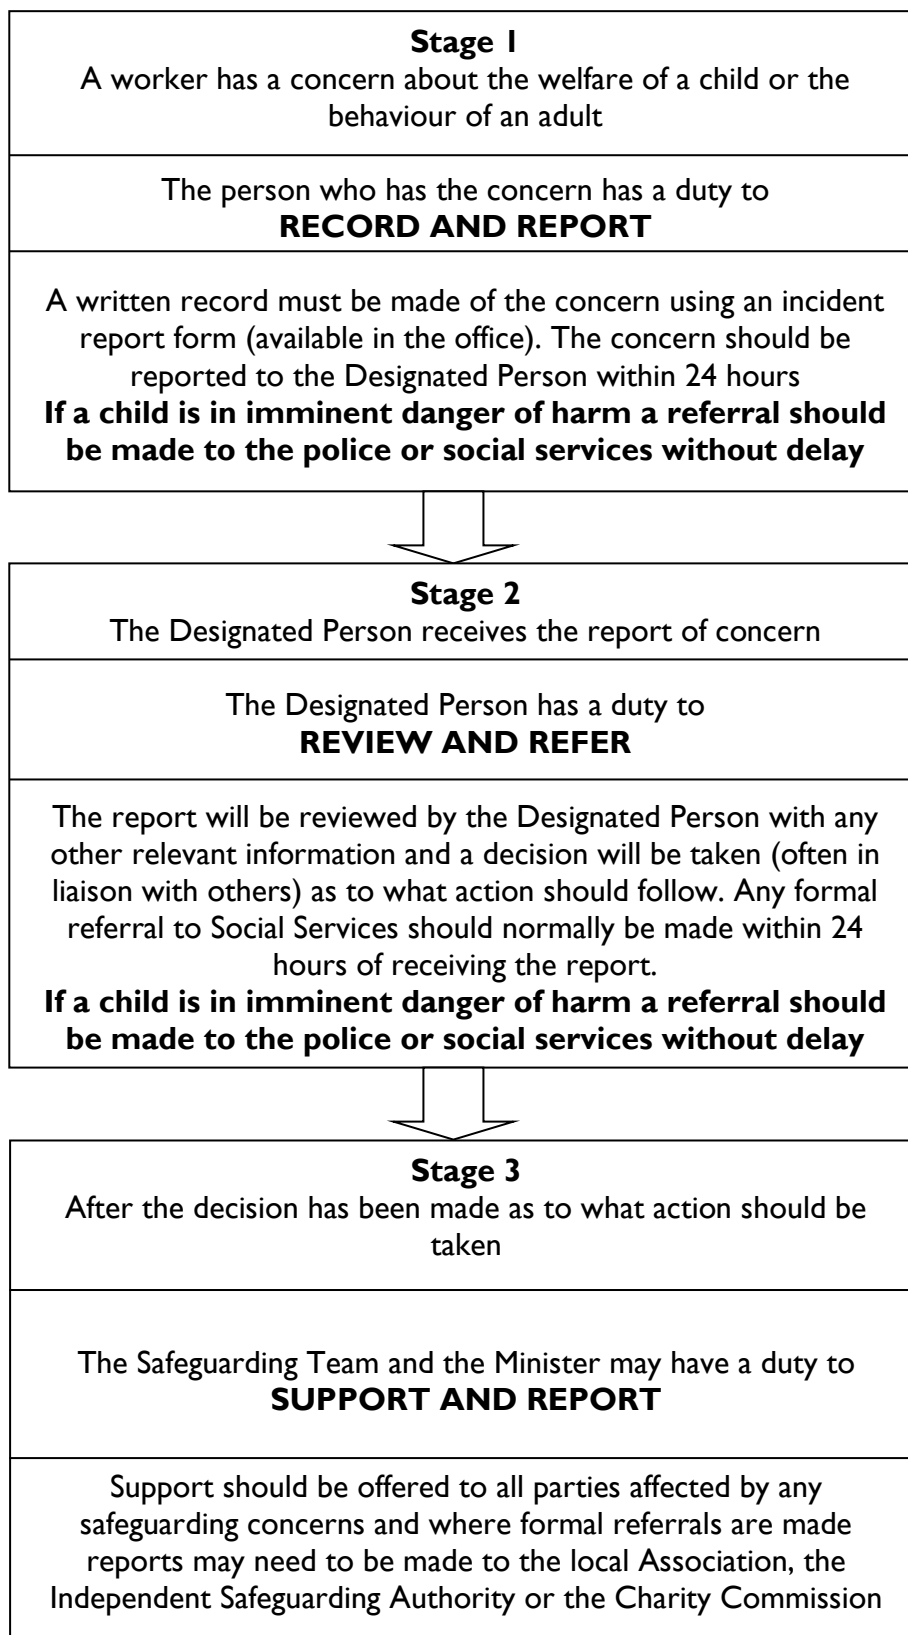 Stage 1
A worker has a concern about the welfare of a child or the
behaviour of an adult
The person who has the concern has a duty to
RECORD AND REPORT
A written record must be made of the concern using an incident
report form (available in the office). The concern should be
reported to the Designated Person within 24 hours
If a child is in imminent danger of harm a referral should
be made to the police or social services without delay
Stage 2
The Designated Person receives the report of concern
The Designated Person has a duty to
REVIEW AND REFER
The report will be reviewed by the Designated Person with any
other relevant information and a decision will be taken (often in
liaison with others) as to what action should follow. Any formal
referral to Social Services should normally be made within 24
hours of receiving the report.
If a child is in imminent danger of harm a referral should
be made to the police or social services without delay
Stage 3
After the decision has been made as to what action should be
taken
The Safeguarding Team and the Minister may have a duty to
SUPPORT AND REPORT
Support should be offered to all parties affected by any
safeguarding concerns and where formal referrals are made
reports may need to be made to the local Association, the
Independent Safeguarding Authority or the Charity Commission